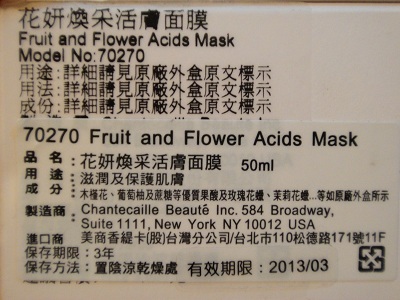 花妍煥采活膚面膜
Fruit and Flower Acids Mask
Model No:70270
用途:詳細請見原廠外盒原文標示
用法:詳細請見原廠外盒原文標示
成份:詳細請見原廠外盒原文標示
70270 Fruit and Flower Acids Mask
品名:花妍煥采活膚面膜 50ml
用途:滋潤及保護肌膚
成分:木槿花、葡萄柚及蔗糖等優質果酸及玫瑰花蠟、茉莉花蠟...等如原廠外盒所示
製造商:Chantecaille Beauté Inc. 584 Broadway,
Suite 1111, New York NY 10012 USA
進口商 美商香緹卡(股)台灣分公司/台北市110松德路171號11F
保存期限:3年
保存方法:置陰涼乾燥處 有效期限:2013/03